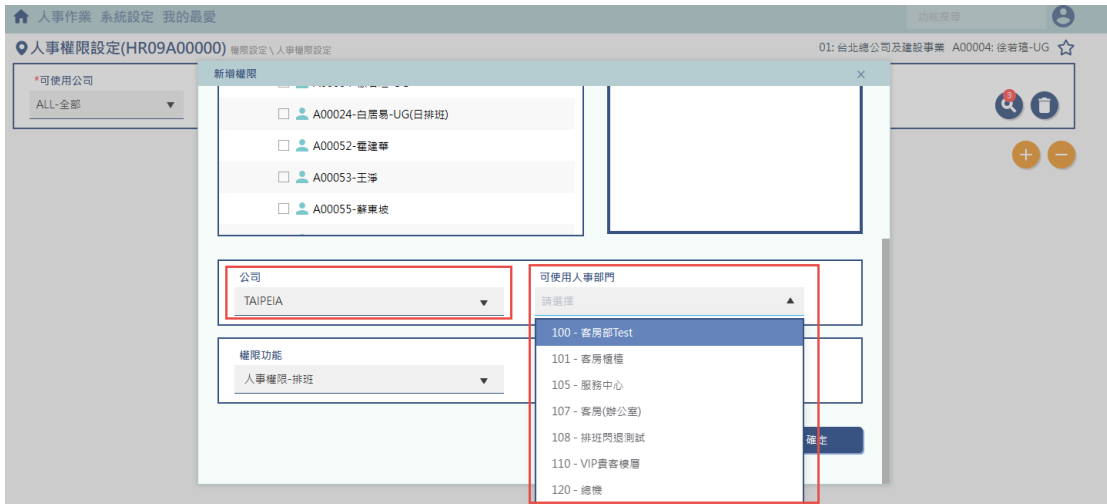 人事作業 系統設定 我的最愛
功能搜尋
人事權限設定(HR09A00000) 權限設定 \ 人事權限設定
01: 台北總公司及建設事業 A00004: 徐若瑄-UG
*可使用公司
ALL-全部
3
新增權限
×
A00024-白居易-UG(日排班)
A00052-霍建華
A00053-王淨
A00055-蘇東坡
公司
TAIPEIA
可使用人事部門
請選擇
100 - 客房部Test
101 - 客房櫃檯
105 - 服務中心
107 - 客房(辦公室)
108 - 排班閃退測試
110 - VIP貴客樓層
120 - 總機
權限功能
人事權限-排班
確定